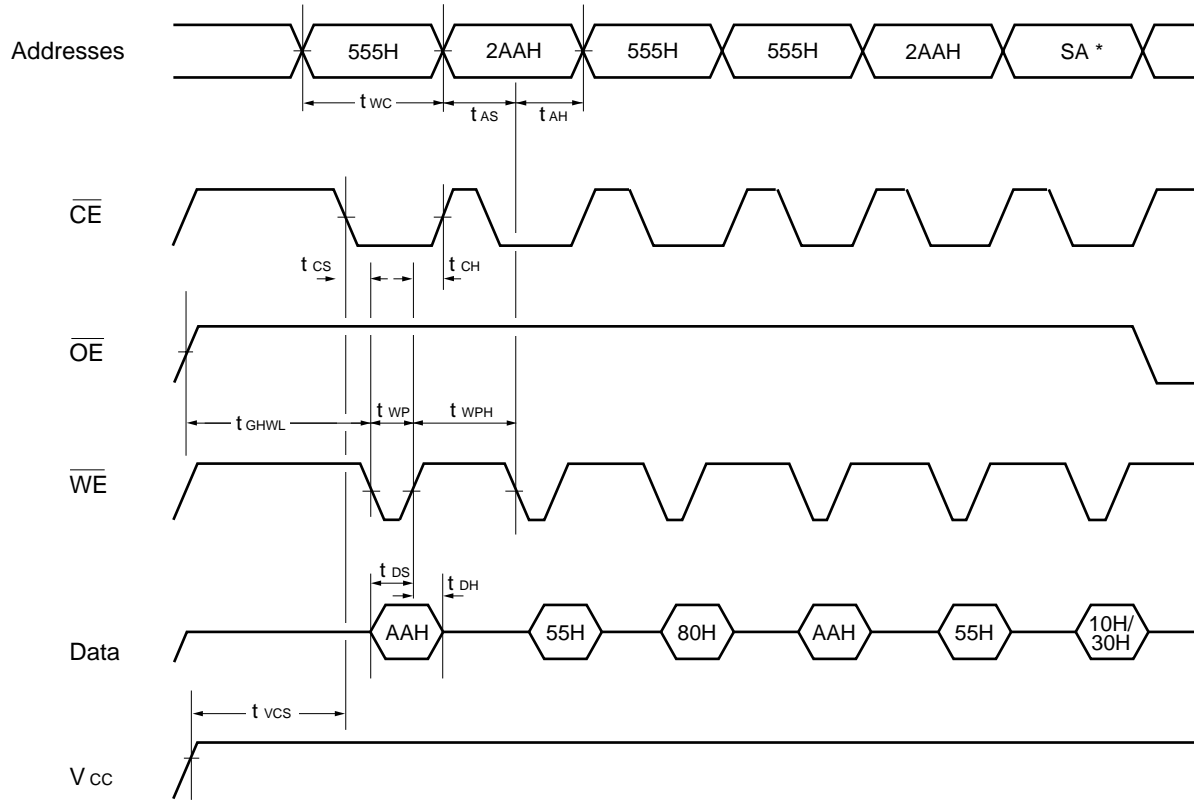 Addresses 555H 2AAH 555H 555H 2AAH SA *
t WC t AS t AH
CE
t CS t CH
OE
t GHWL t WP t WPH
WE
t DS t DH
Data AAH 55H 80H AAH 55H 10H/
30H
t VCS
V CC